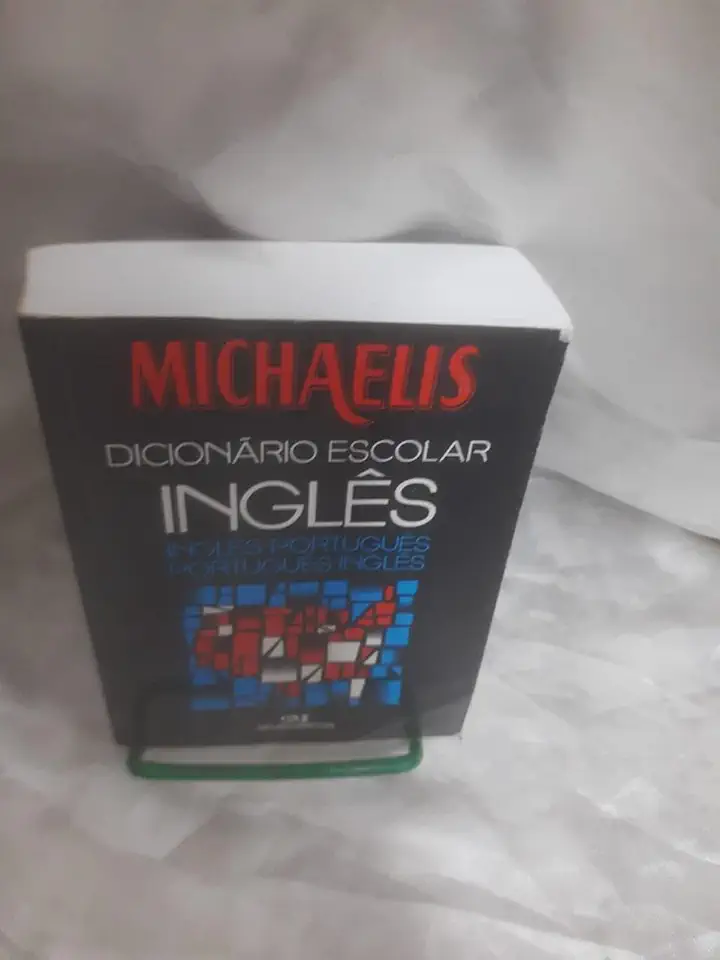 MICHAELIS
DICIONÁRIO ESCOLAR
INGLÊS
INGLÊS-PORTUGUÊS
PORTUGUÊS-INGLÊS